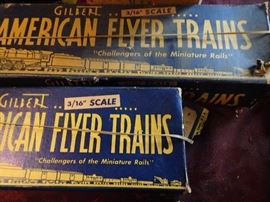 GILBERT
3/16" SCALE
AMERICAN FLYER TRAINS
"Challengers of the Miniature Rails"
GILBERT
3/16" SCALE
ICAN FLYER TRAINS
"Challengers of the Miniature Rails"